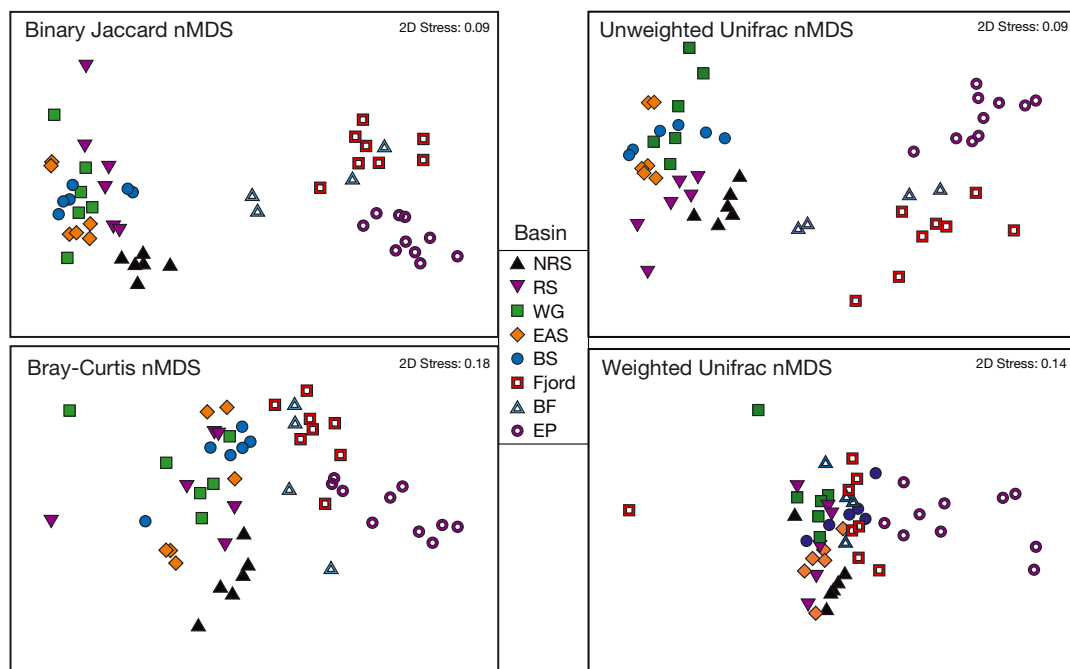 Binary Jaccard nMDS
2D Stress: 0.09
Unweighted Unifrac nMDS
2D Stress: 0.09
Basin
NRS
RS
WG
EAS
BS
Fjord
BF
EP
Bray-Curtis nMDS
2D Stress: 0.18
Weighted Unifrac nMDS
2D Stress: 0.14